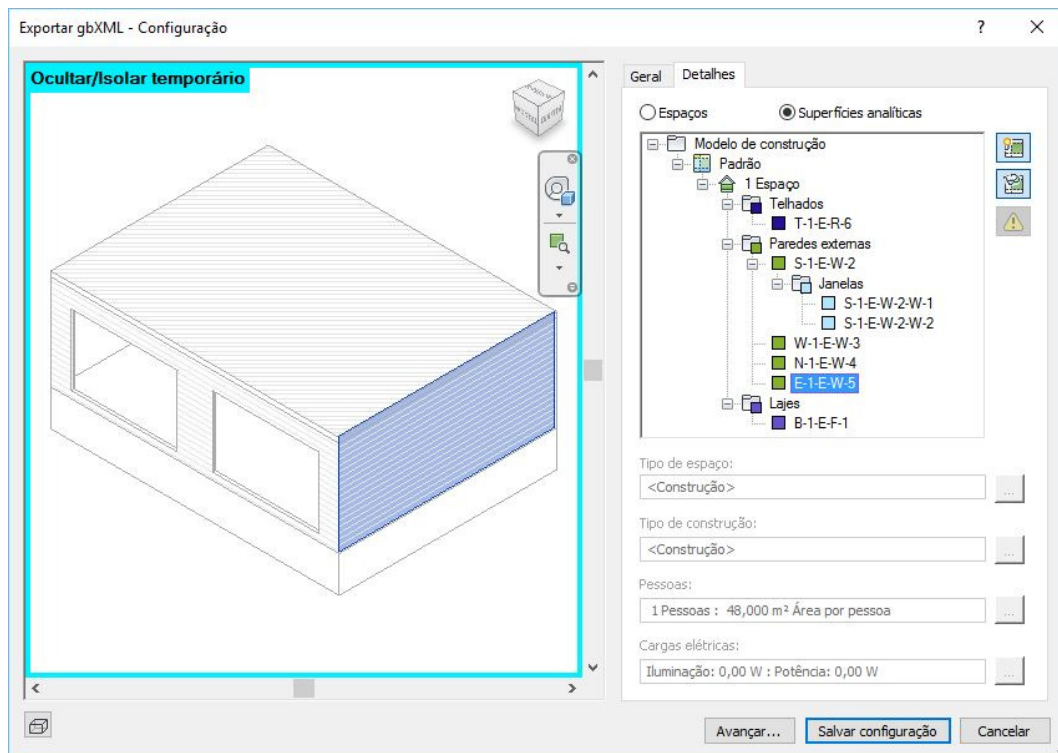 Exportar gbXML - Configuração
?
Ocultar/Isolar temporário
Geral
Detalhes
Espaços
Superfícies analíticas
Modelo de construção
Padrão
1 Espaço
Telhados
T-1-E-R-6
Paredes externas
S-1-E-W-2
Janelas
S-1-E-W-2-W-1
S-1-E-W-2-W-2
W-1-E-W-3
N-1-E-W-4
E-1-E-W-5
Lajes
B-1-E-F-1
Tipo de espaço:
<Construção>
...
Tipo de construção:
<Construção>
...
Pessoas:
1 Pessoas : 48,000 m² Área por pessoa
...
Cargas elétricas:
Iluminação: 0,00 W : Potência: 0,00 W
...
Avançar...
Salvar configuração
Cancelar